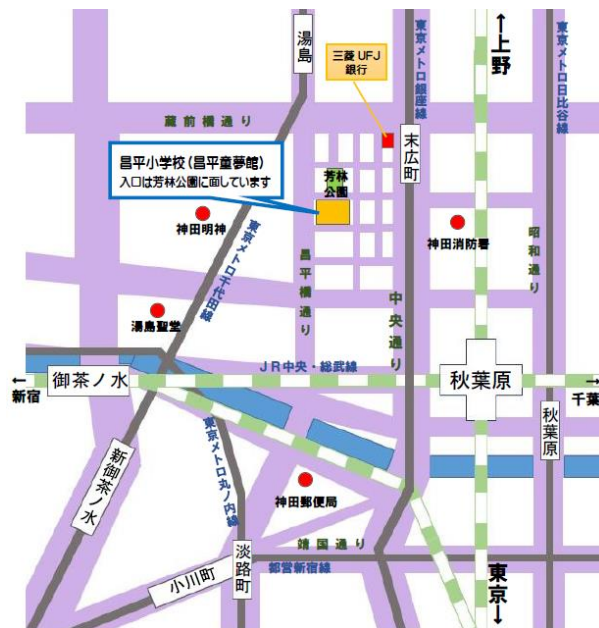 湯島
三菱 UFJ
銀行
東京メトロ銀座線
↑
上野
東京メトロ日比谷線
蔵前橋通り
末広町
昌平小学校(昌平童夢館)
入口は芳林公園に面しています
芳林
公園
神田明神
東京メトロ千代田線
昌平橋通り
神田消防署
昭和通り
中央通り
湯島聖堂
JR中央・総武線
←
新宿
御茶ノ水
秋葉原
→
千葉
秋葉原
新御茶ノ水
東京メトロ丸ノ内線
神田郵便局
靖国通り
淡路町
都営新宿線
小川町
東京
↓